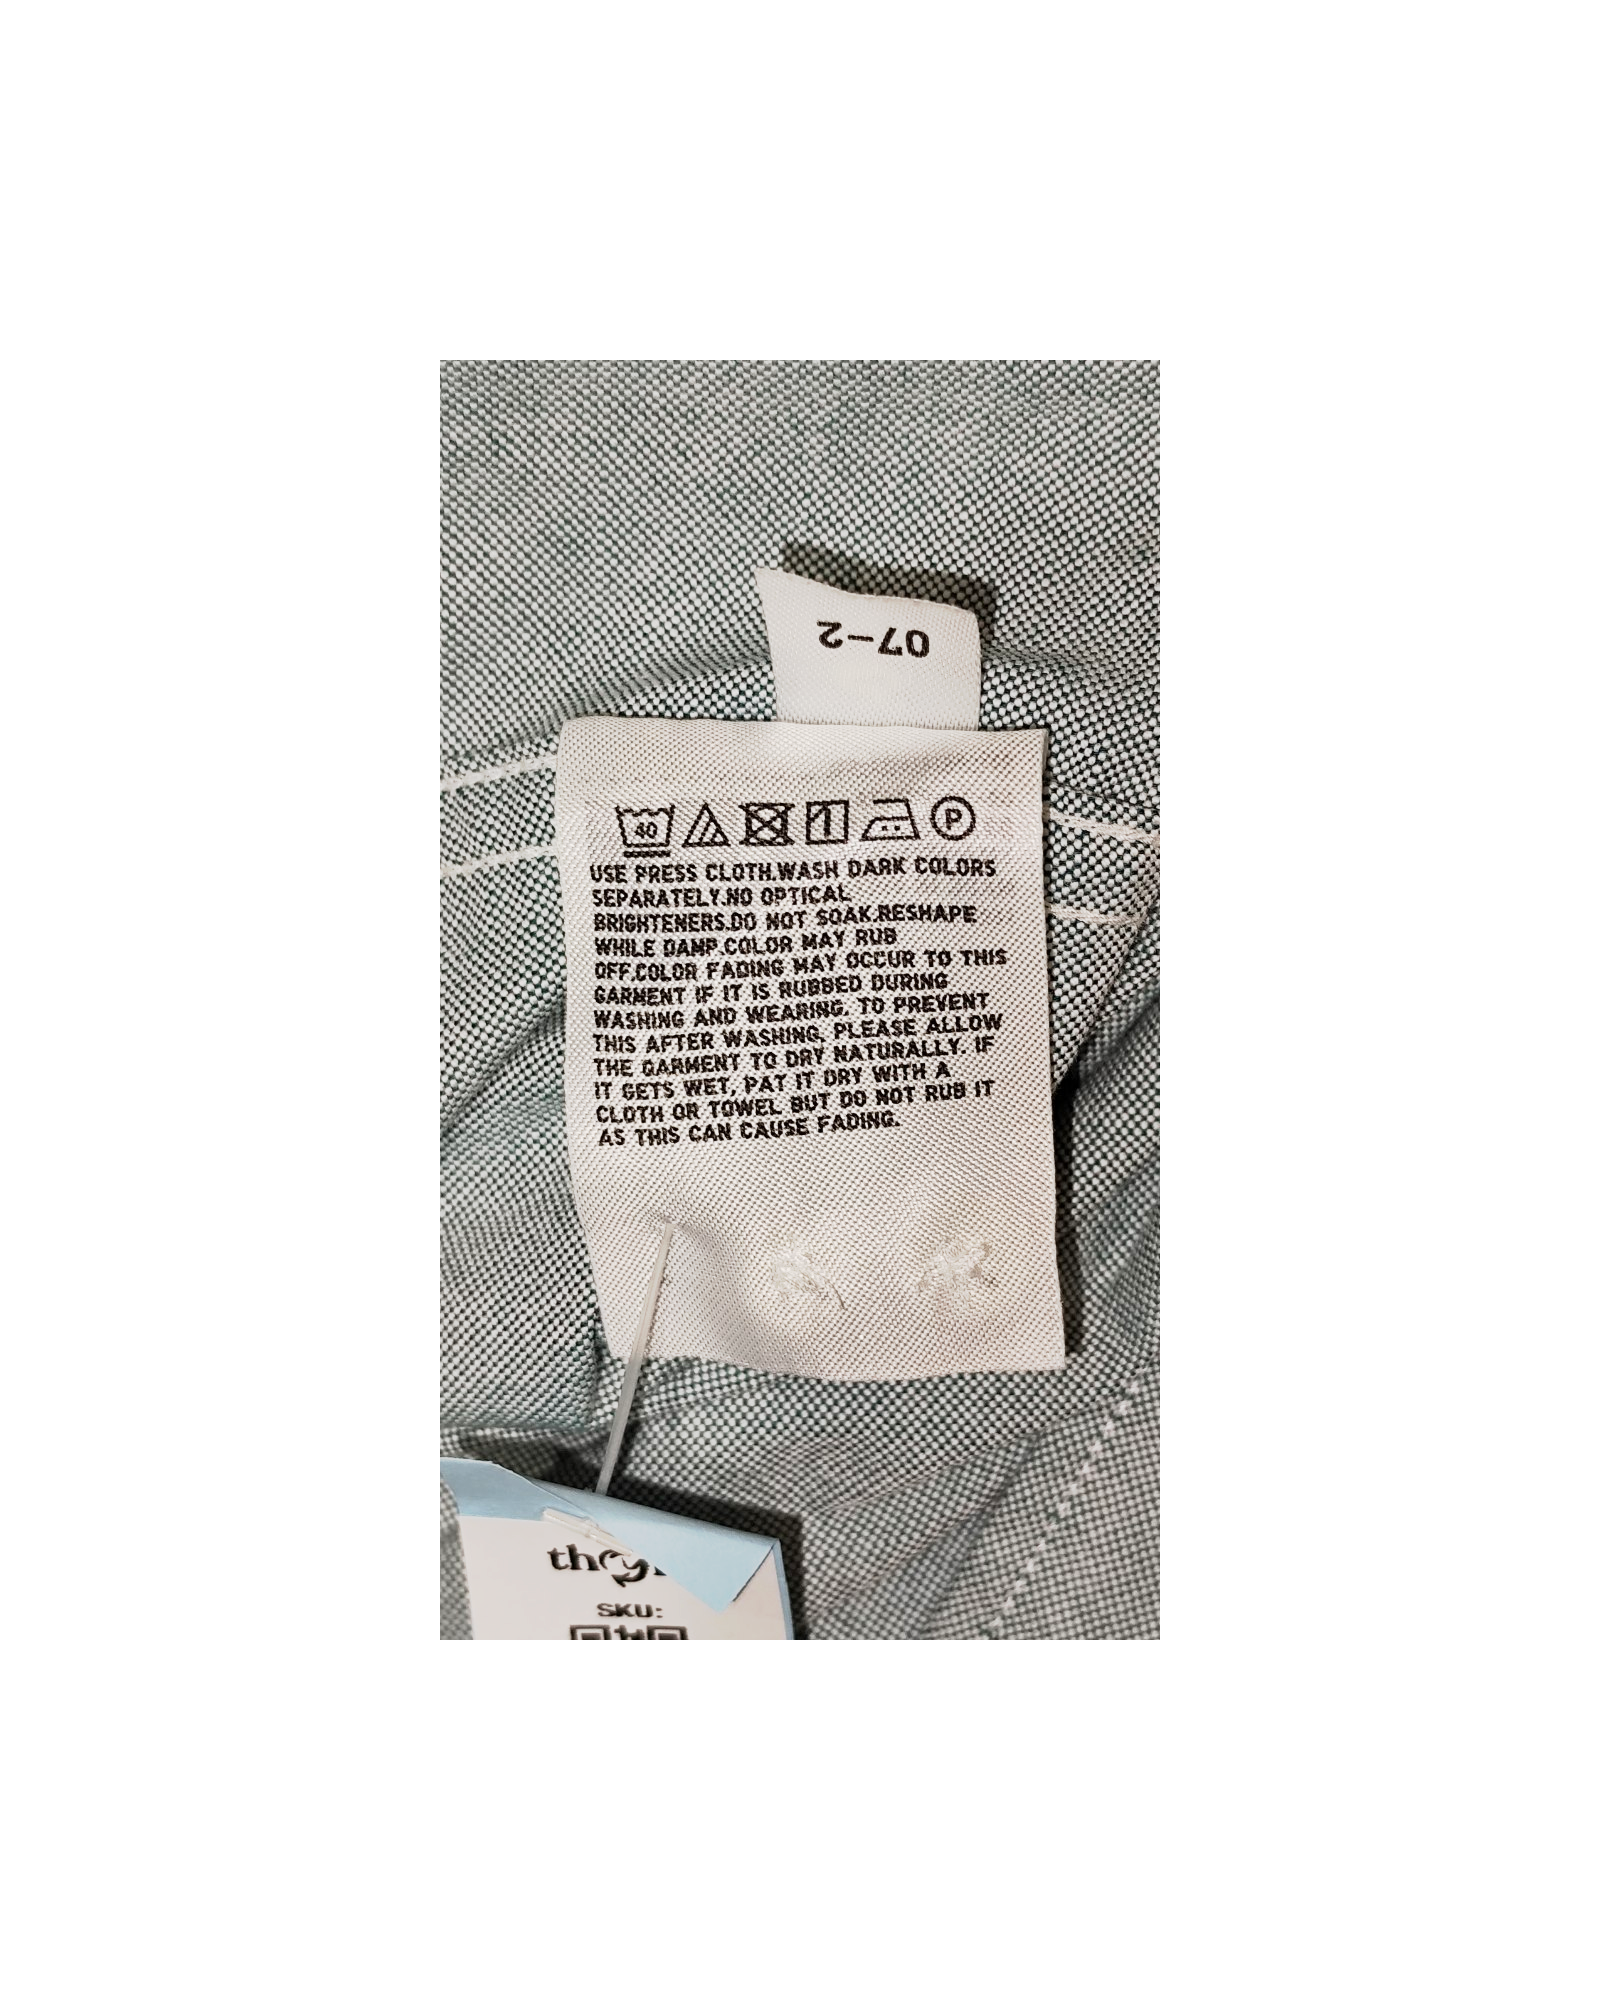 07-2
40 P
USE PRESS CLOTH.WASH DARK COLORS
SEPARATELY.NO OPTICAL
BRIGHTENERS.DO NOT SOAK.RESHAPE
WHILE DAMP.COLOR MAY RUB
OFF.COLOR FADING MAY OCCUR TO THIS
GARMENT IF IT IS RUBBED DURING
WASHING AND WEARING. TO PREVENT
THIS AFTER WASHING, PLEASE ALLOW
THE GARMENT TO DRY NATURALLY. IF
IT GETS WET, PAT IT DRY WITH A
CLOTH OR TOWEL BUT DO NOT RUB IT
AS THIS CAN CAUSE FADING.
SKU: